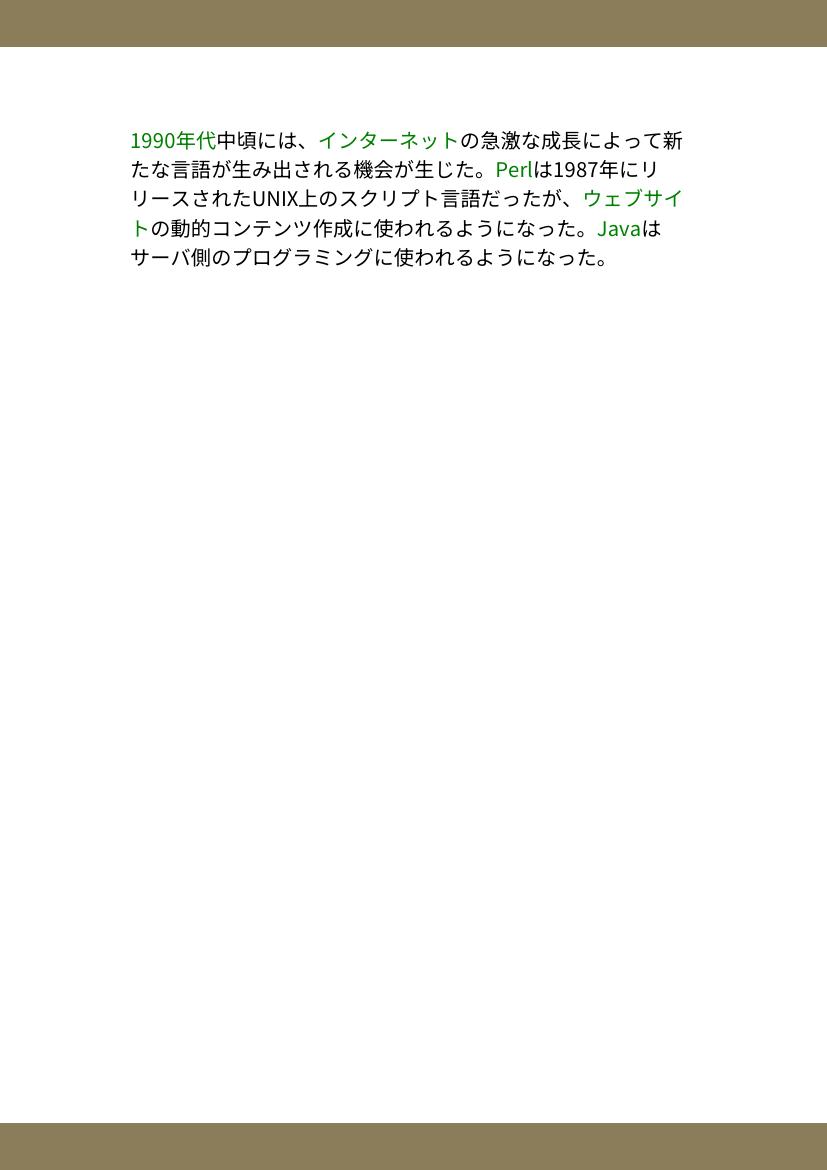 1990年代中頃には、インターネットの急激な成長によって新
たな言語が生み出される機会が生じた。Perlは1987年にリ
リースされたUNIX上のスクリプト言語だったが、ウェブサイ
トの動的コンテンツ作成に使われるようになった。Javaは
サーバ側のプログラミングに使われるようになった。